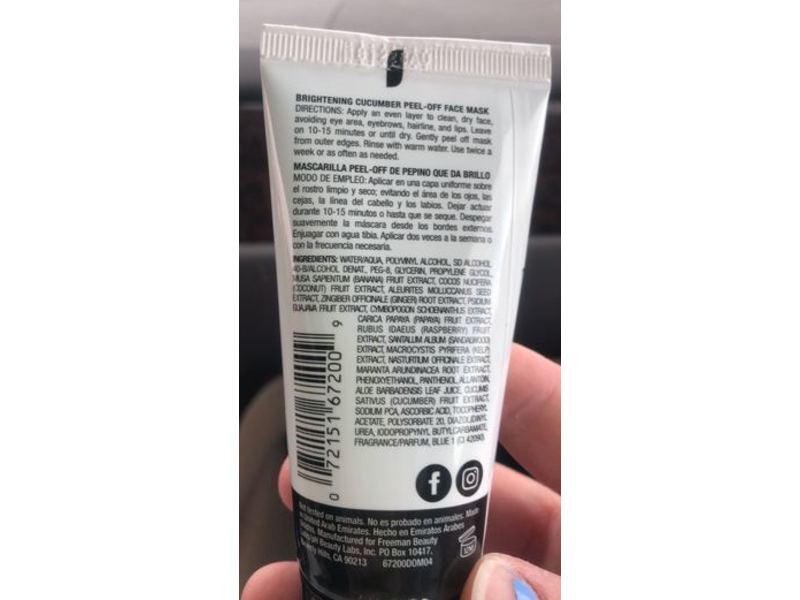 BRIGHTENING CUCUMBER PEEL-OFF FACE MASK
DIRECTIONS: Apply an even layer to clean, dry face,
avoiding eye area, eyebrows, hairline, and lips. Leave
on 10-15 minutes or until dry. Gently peel off mask
from outer edges. Rinse with warm water. Use twice a
week or as often as needed.
MASCARILLA PEEL-OFF DE PEPINO QUE DA BRILLO
MODO DE EMPLEO: Aplicar en una capa uniforme sobre
el rostro limpio y seco; evitando el área de los ojos, las
cejas, la línea del cabello y los labios. Dejar actuar
durante 10-15 minutos o hasta que se seque. Despegar
suavemente la máscara desde los bordes externos.
Enjuagar con agua tibia. Aplicar dos veces a la semana o
con la frecuencia necesaria.
INGREDIENTS: WATER/AQUA, POLYVINYL ALCOHOL, SD ALCOHOL
40-B/ALCOHOL DENAT., PEG-8, GLYCERIN, PROPYLENE GLYCOL,
MUSA SAPIENTUM (BANANA) FRUIT EXTRACT, COCOS NUCIFERA
(COCONUT) FRUIT EXTRACT, ALEURITES MOLUCCANUS SEED
EXTRACT, ZINGIBER OFFICINALE (GINGER) ROOT EXTRACT, PSIDIUM
GUAJAVA FRUIT EXTRACT, CYMBOPOGON SCHOENANTHUS EXTRACT,
CARICA PAPAYA (PAPAYA) FRUIT EXTRACT,
RUBUS IDAEUS (RASPBERRY) FRUIT
EXTRACT, SANTALUM ALBUM (SANDALWOOD)
EXTRACT, MACROCYSTIS PYRIFERA (KELP)
EXTRACT, NASTURTIUM OFFICINALE EXTRACT,
MARANTA ARUNDINACEA ROOT EXTRACT,
PHENOXYETHANOL, PANTHENOL, ALLANTOIN,
ALOE BARBADENSIS LEAF JUICE, CUCUMIS
SATIVUS (CUCUMBER) FRUIT EXTRACT,
SODIUM PCA, ASCORBIC ACID, TOCOPHERYL
ACETATE, POLYSORBATE 20, DIAZOLIDINYL
UREA, IODOPROPYNYL BUTYLCARBAMATE,
FRAGRANCE/PARFUM, BLUE 1 (CI 42090).
0 72151 67200 9
Not tested on animals. No es probado en animales. Made
in United Arab Emirates. Hecho en Emiratos Árabes
Unidos. Manufactured for Freeman Beauty
Beauty Labs, Inc. PO Box 10417,
Beverly Hills, CA 90213 67200DOM04
12M